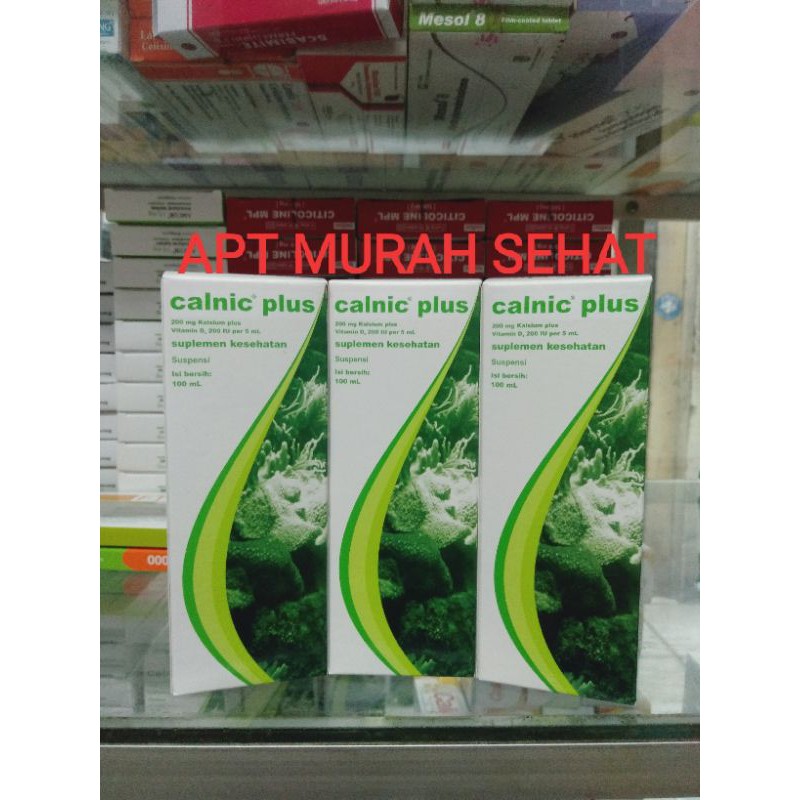 Mesol 8
SCABIMITE
CITICOLINE MPL
CITICOLINE MPL
CITICOLINE MPL
APT MURAH SEHAT
calnic plus
200 mg Kalsium plus
Vitamin D, 200 IU per 5 mL
suplemen kesehatan
Suspensi
Isi bersih:
100 mL
calnic plus
200 mg Kalsium plus
Vitamin D, 200 IU per 5 mL
suplemen kesehatan
Suspensi
Isi bersih:
100 mL
calnic plus
200 mg Kalsium plus
Vitamin D, 200 IU per 5 mL
suplemen kesehatan
Suspensi
Isi bersih:
100 mL
000